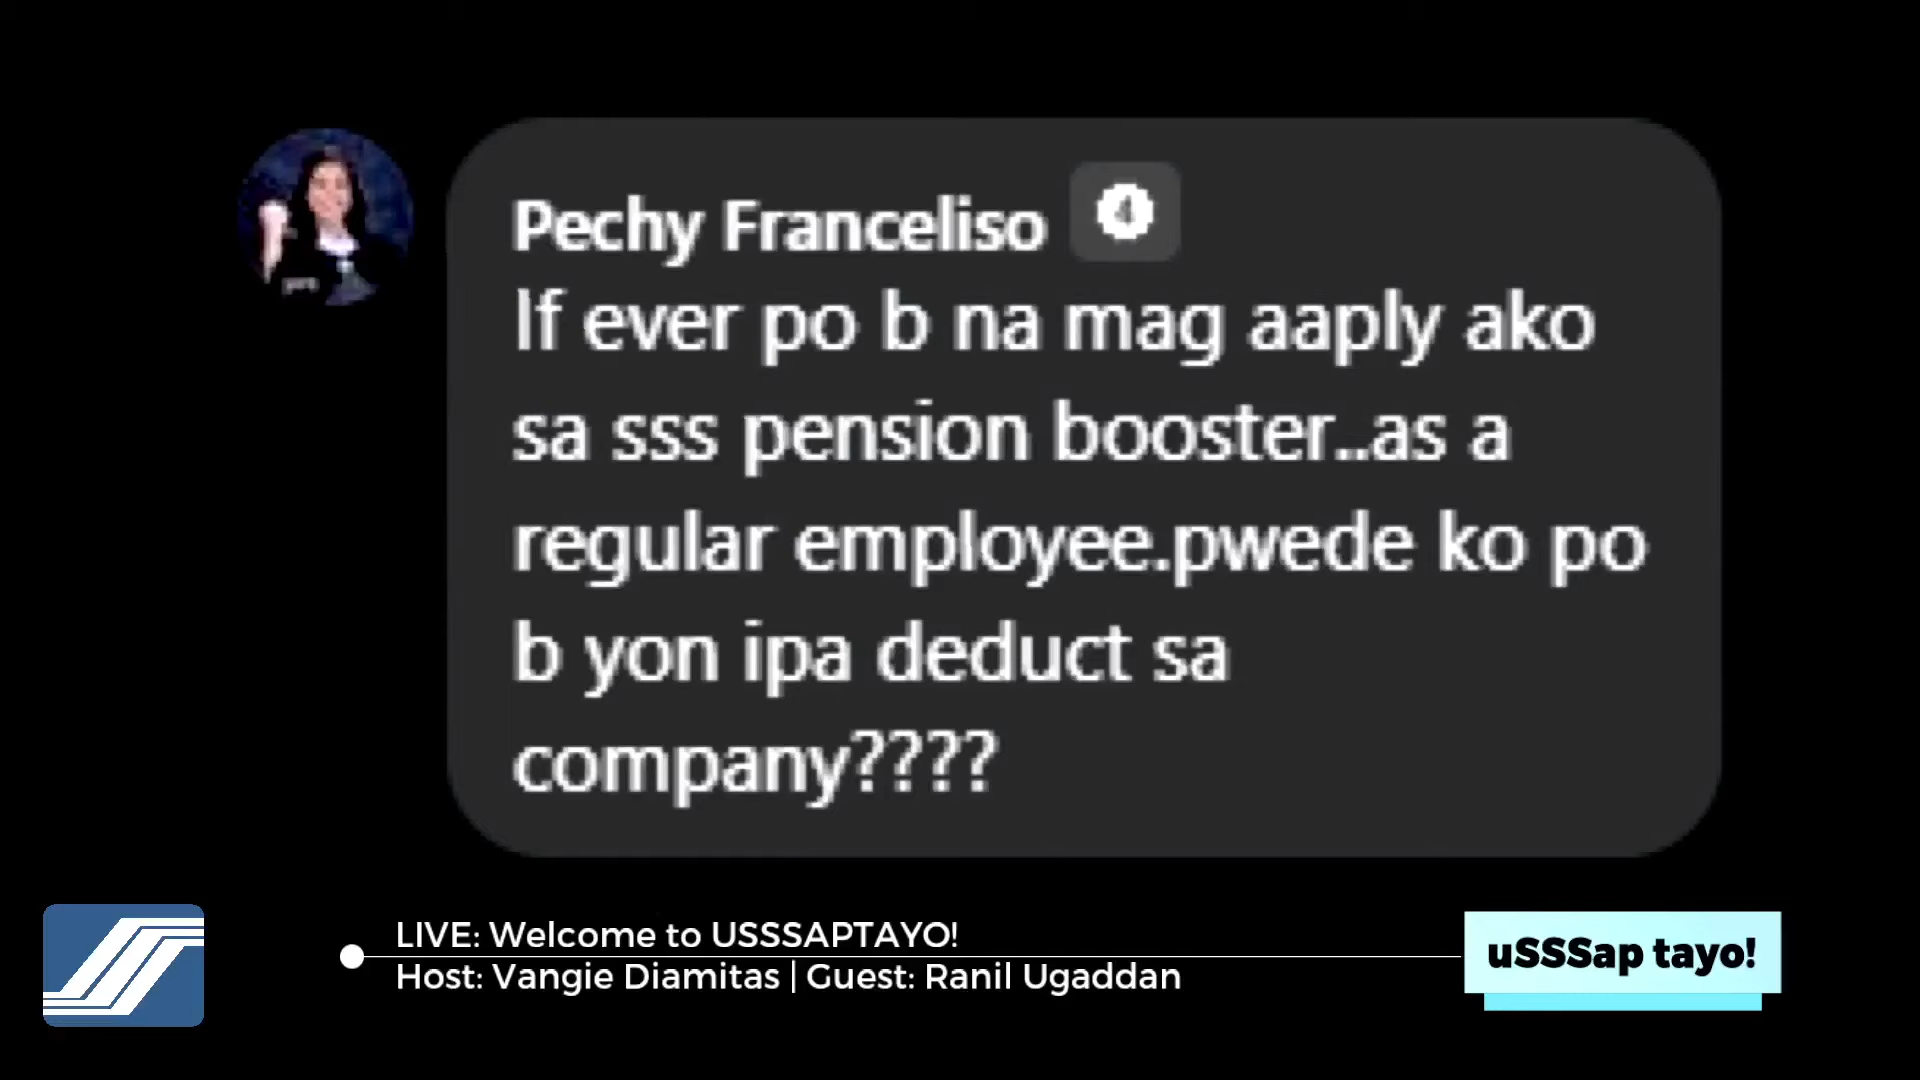 Pechy Franceliso 4
If ever po b na mag aaply ako
sa sss pension booster..as a
regular employee.pwede ko po
b yon ipa deduct sa
company????
LIVE: Welcome to USSSAPTAYO!
Host: Vangie Diamitas | Guest: Ranil Ugaddan
uSSSap tayo!